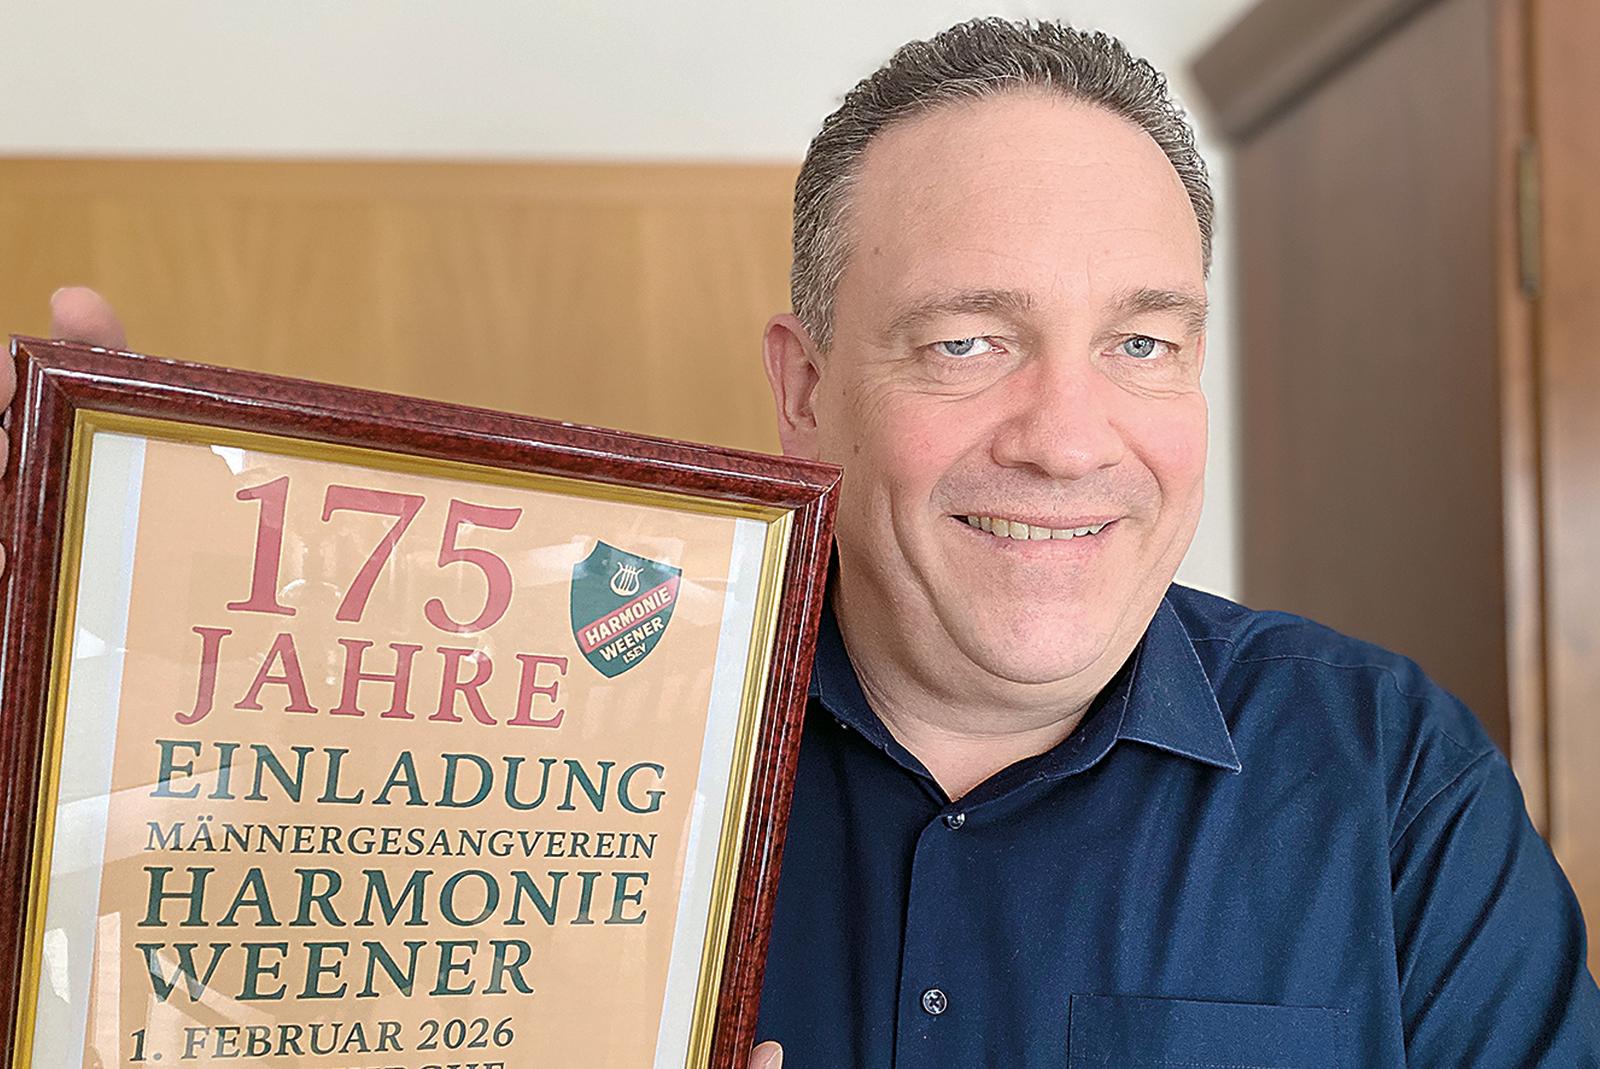 175
JAHRE
HARMONIE
WEENER
EINLADUNG
MÄNNERGESANGVEREIN
HARMONIE
WEENER
1. FEBRUAR 2026